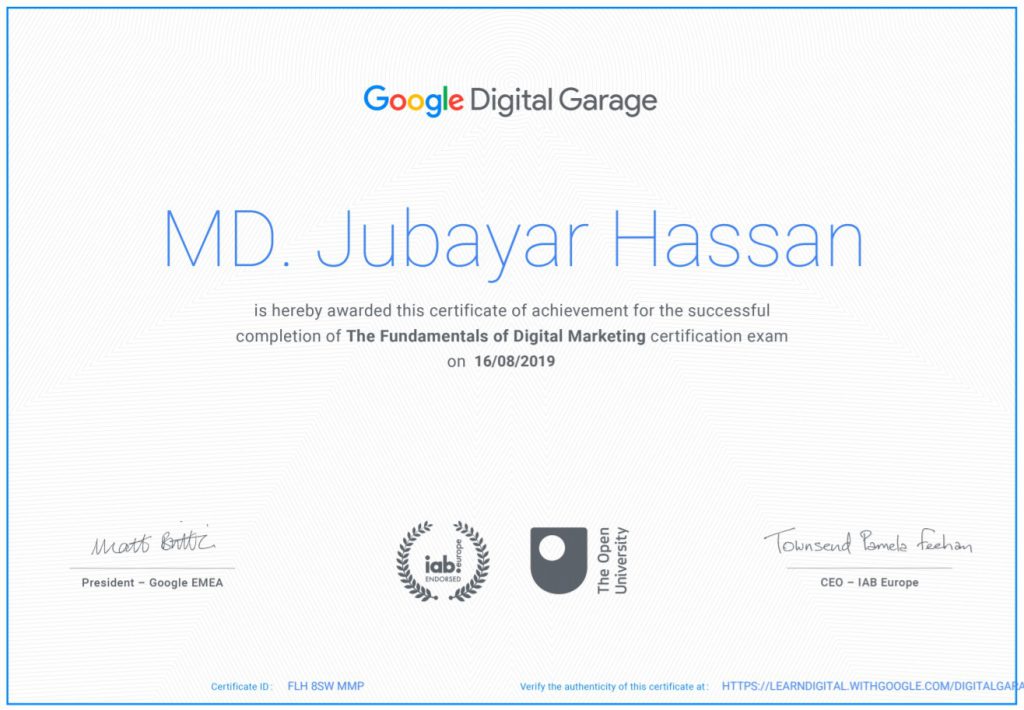 Google Digital Garage
MD. Jubayar Hassan
is hereby awarded this certificate of achievement for the successful
completion of The Fundamentals of Digital Marketing certification exam
on 16/08/2019
Matt Brittin
Townsend Pamela Feehan
President – Google EMEA
iab.europe
ENDORSED
The Open
University
CEO – IAB Europe
Certificate ID: FLH 8SW MMP
Verify the authenticity of this certificate at: HTTPS://LEARNDIGITAL.WITHGOOGLE.COM/DIGITALGARA